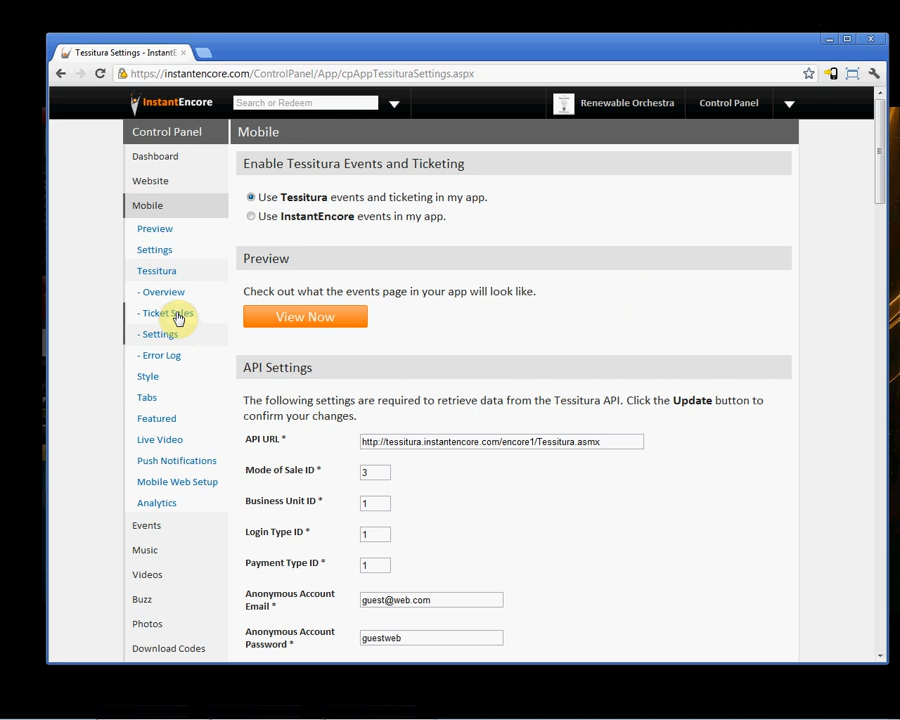 Tessitura Settings - InstantE
https://instantencore.com/ControlPanel/App/cpAppTessituraSettings.aspx
InstantEncore
Search or Redeem
Renewable Orchestra
Control Panel
Control Panel
Dashboard
Website
Mobile
Preview
Settings
Tessitura
- Overview
- Ticket Sales
- Settings
- Error Log
Style
Tabs
Featured
Live Video
Push Notifications
Mobile Web Setup
Analytics
Events
Music
Videos
Buzz
Photos
Download Codes
Mobile
Enable Tessitura Events and Ticketing
Use Tessitura events and ticketing in my app.
Use InstantEncore events in my app.
Preview
Check out what the events page in your app will look like.
View Now
API Settings
The following settings are required to retrieve data from the Tessitura API. Click the Update button to
confirm your changes.
API URL * http://tessitura.instantencore.com/encore1/Tessitura.asmx
Mode of Sale ID * 3
Business Unit ID * 1
Login Type ID * 1
Payment Type ID * 1
Anonymous Account
Email * guest@web.com
Anonymous Account
Password * guestweb